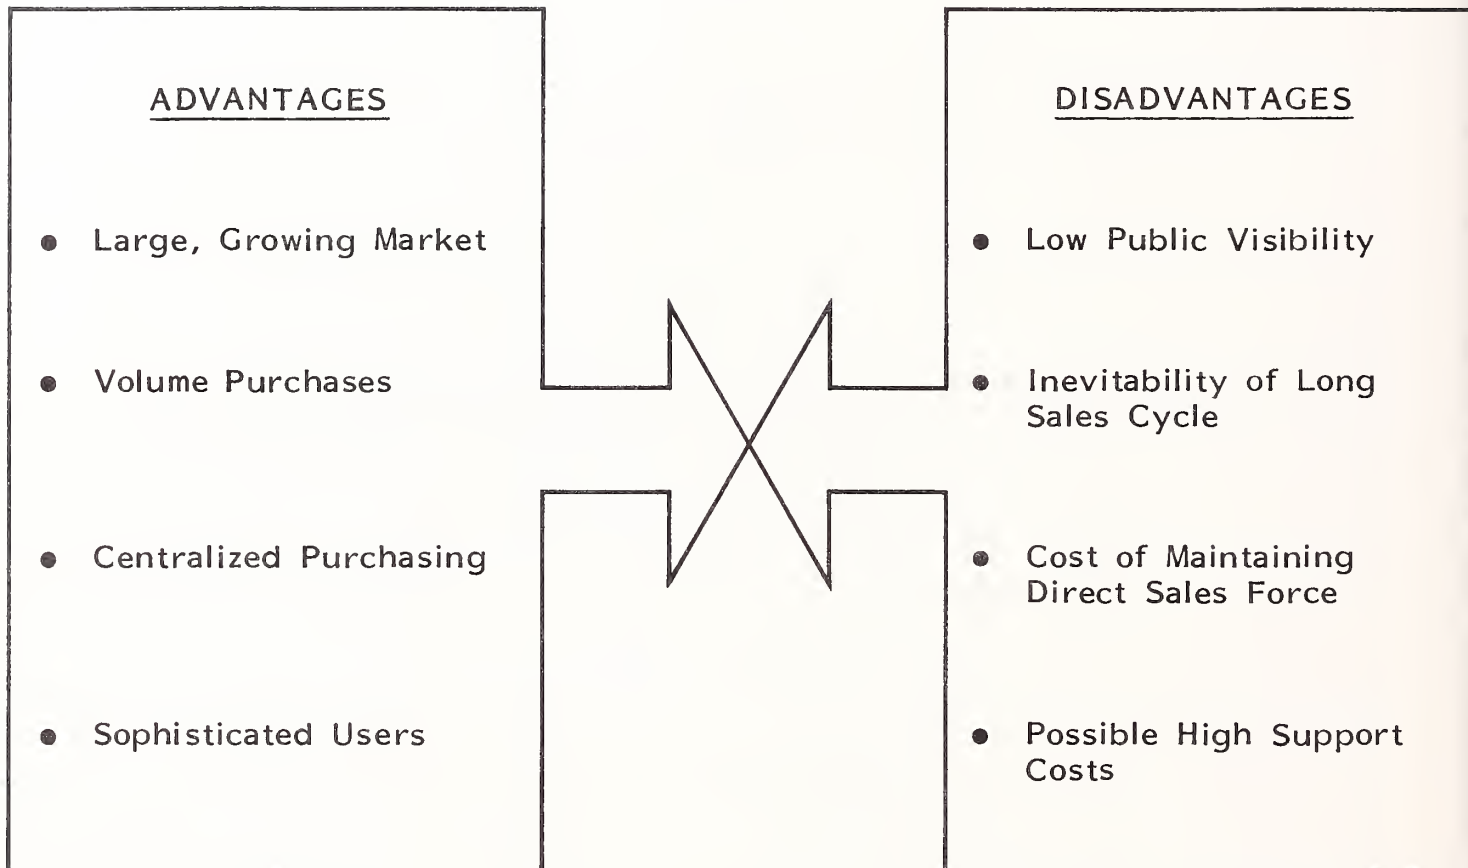 ADVANTAGES
• Large, Growing Market
• Volume Purchases
• Centralized Purchasing
• Sophisticated Users
DISADVANTAGES
• Low Public Visibility
• Inevitability of Long
Sales Cycle
• Cost of Maintaining
Direct Sales Force
• Possible High Support
Costs